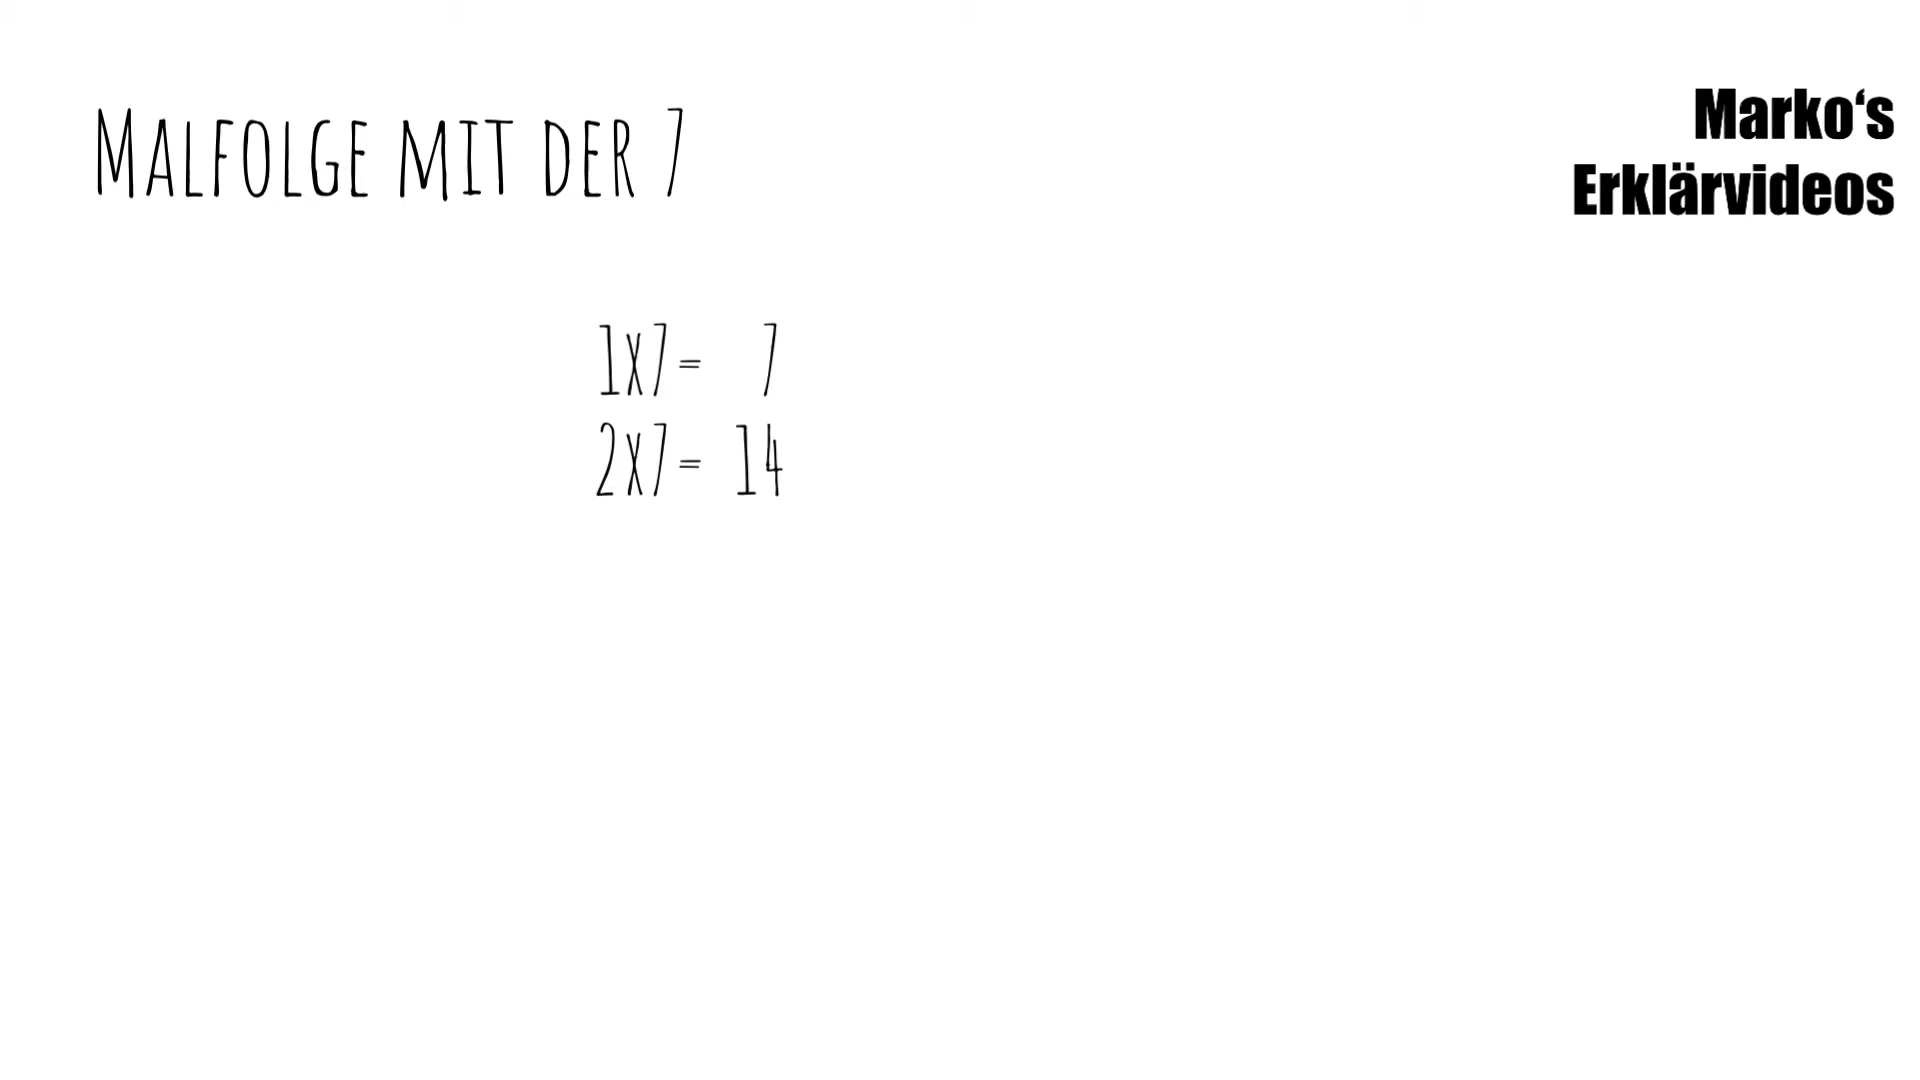 Malfolge mit der 7
Marko‘s
Erklärvideos
1x7= 7
2x7= 14